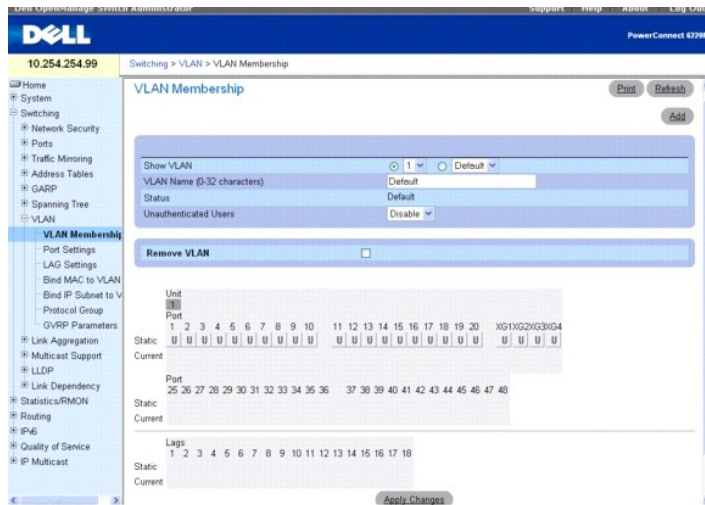 Dell OpenManage Switch Administrator
Support Help About Log Out
DELL
PowerConnect
10.254.254.99
Switching > VLAN > VLAN Membership
Home
System
Switching
Network Security
Ports
Traffic Mirroring
Address Tables
GARP
Spanning Tree
VLAN
VLAN Membership
Port Settings
LAG Settings
Bind MAC to VLAN
Bind IP Subnet to V
Protocol Group
GVRP Parameters
Link Aggregation
Multicast Support
LLDP
Link Dependency
Statistics/RMON
Routing
IPv6
Quality of Service
IP Multicast
VLAN Membership
Print Refresh
Add
Show VLAN 1 Default
VLAN Name (0-32 characters) Default
Status Default
Unauthenticated Users Disable
Remove VLAN
Unit
1
Port
1 2 3 4 5 6 7 8 9 10 11 12 13 14 15 16 17 18 19 20 XG1 XG2 XG3 XG4
Static U U U U U U U U U U U U U U U U U U U U U U U U
Current
Port
25 26 27 28 29 30 31 32 33 34 35 36 37 38 39 40 41 42 43 44 45 46 47 48
Static
Current
Lags
1 2 3 4 5 6 7 8 9 10 11 12 13 14 15 16 17 18
Static
Current
Apply Changes